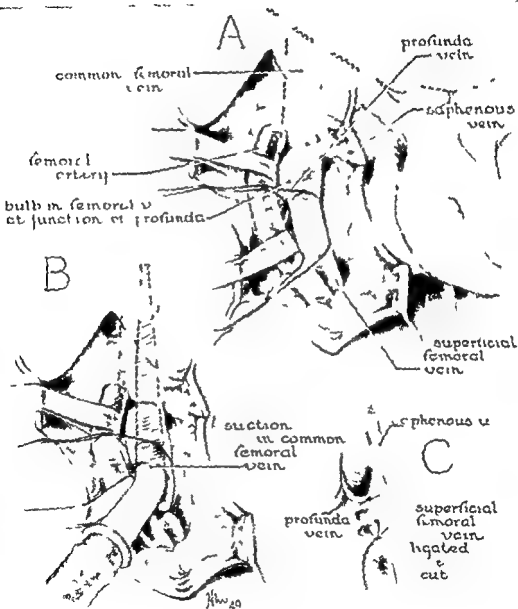 A
profunda
vein
common femoral
vein
saphenous
vein
femoral
artery
bulb in femoral v
at junction of profunda
B
superficial
femoral
vein
suction
in common
femoral
vein
saphenous v
C
profunda
vein
superficial
femoral
vein
ligated
&
cut